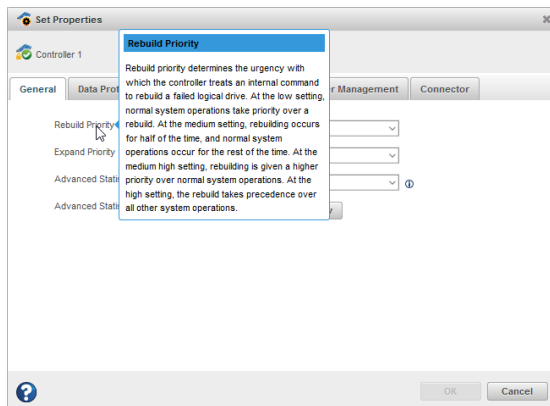 Set Properties
Controller 1
General
Data Prot
r Management
Connector
Rebuild Priority
Expand Priority
Advanced Statis
Advanced Statis
Rebuild Priority
Rebuild priority determines the urgency with
which the controller treats an internal command
to rebuild a failed logical drive. At the low setting,
normal system operations take priority over a
rebuild. At the medium setting, rebuilding occurs
for half of the time, and normal system
operations occur for the rest of the time. At the
medium high setting, rebuilding is given a higher
priority over normal system operations. At the
high setting, the rebuild takes precedence over
all other system operations.
OK
Cancel